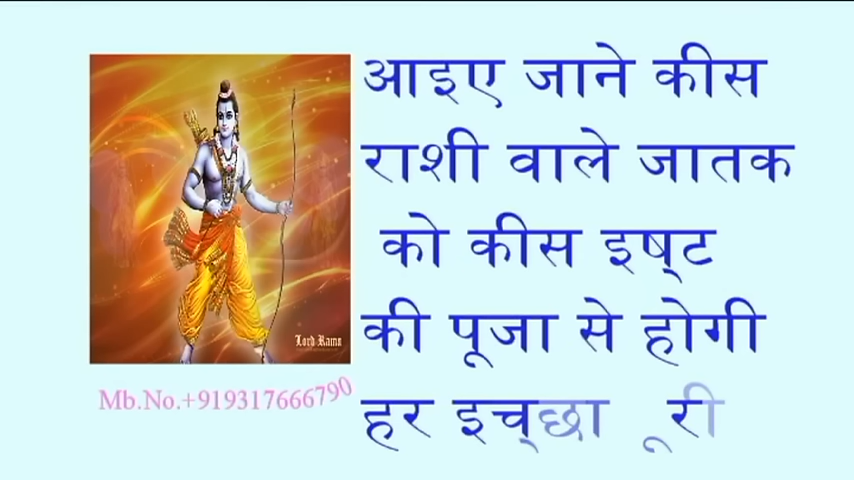 आइए जाने कीस
राशी वाले जातक
को कीस इष्ट
की पूजा से होगी
हर इच्छा ूरी
Lord Rama
Mb.No.+919317666790